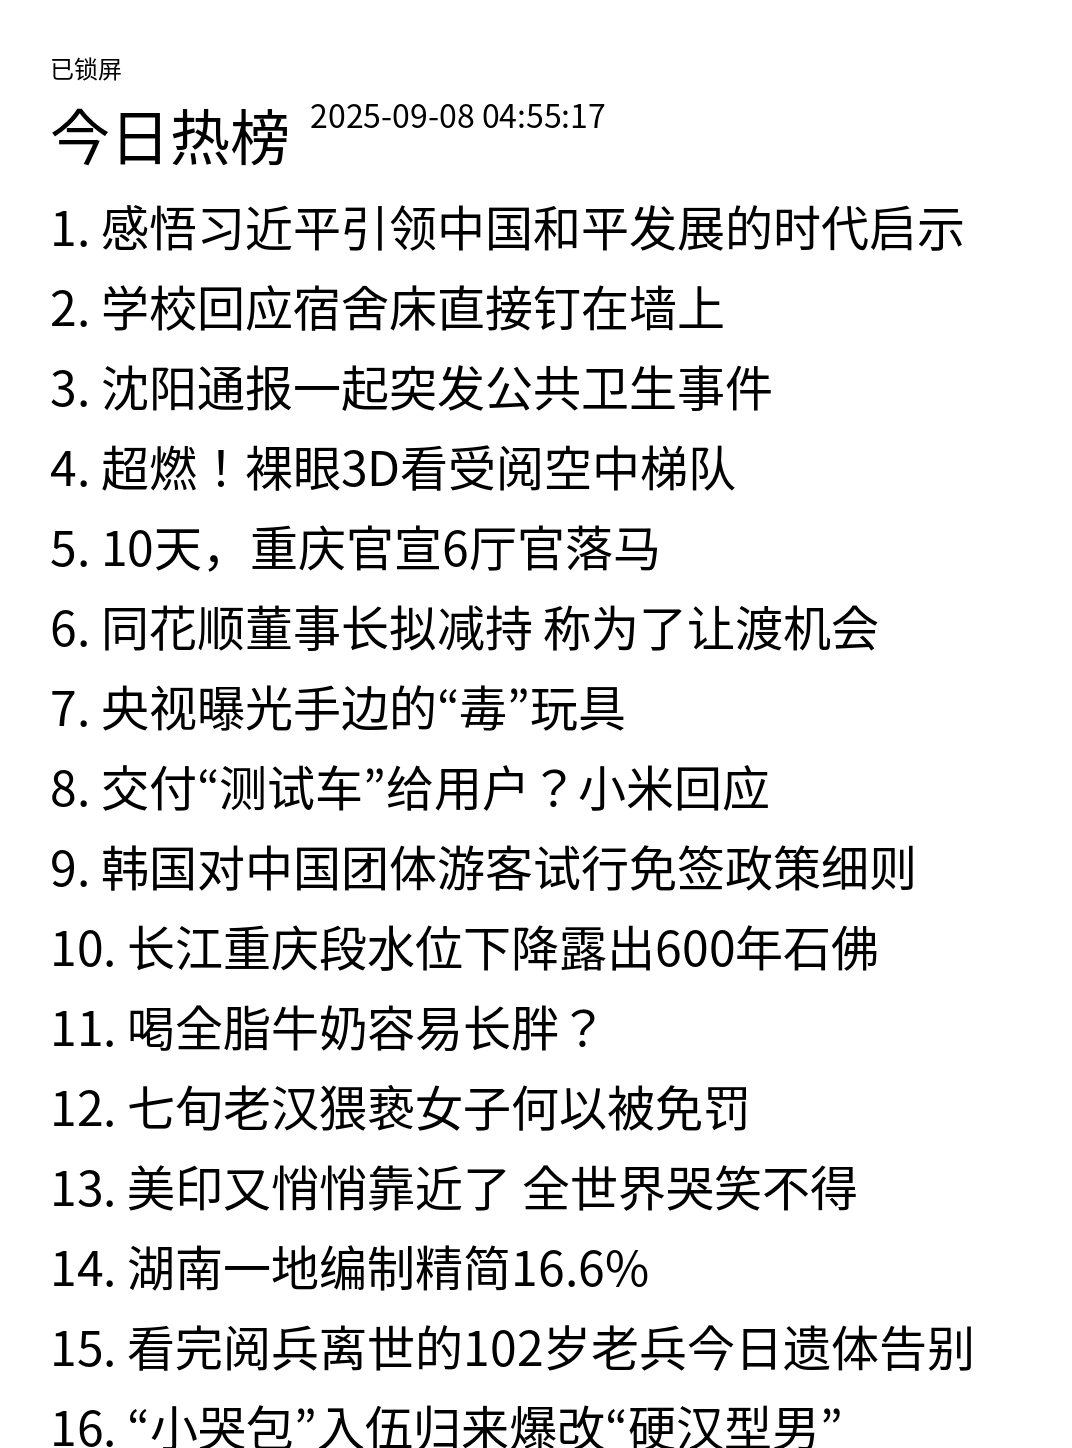 已锁屏
今日热榜 2025-09-08 04:55:17
1. 感悟习近平引领中国和平发展的时代启示
2. 学校回应宿舍床直接钉在墙上
3. 沈阳通报一起突发公共卫生事件
4. 超燃！裸眼3D看受阅空中梯队
5. 10天，重庆官宣6厅官落马
6. 同花顺董事长拟减持 称为了让渡机会
7. 央视曝光手边的“毒”玩具
8. 交付“测试车”给用户？小米回应
9. 韩国对中国团体游客试行免签政策细则
10. 长江重庆段水位下降露出600年石佛
11. 喝全脂牛奶容易长胖？
12. 七旬老汉猥亵女子何以被免罚
13. 美印又悄悄靠近了 全世界哭笑不得
14. 湖南一地编制精简16.6%
15. 看完阅兵离世的102岁老兵今日遗体告别
16. “小哭包”入伍归来爆改“硬汉型男”